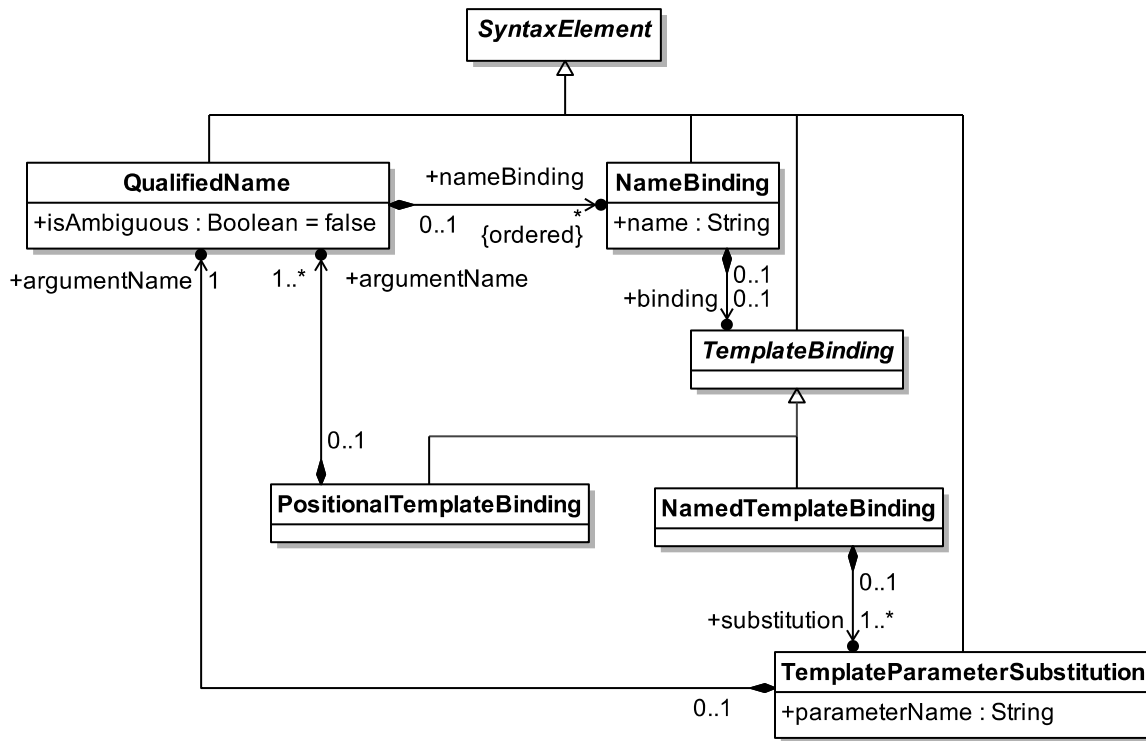 SyntaxElement
QualifiedName
+isAmbiguous : Boolean = false
+nameBinding
0..1
*
{ordered}
NameBinding
+name : String
+argumentName
1
1..*
+argumentName
0..1
+binding
0..1
TemplateBinding
0..1
PositionalTemplateBinding
NamedTemplateBinding
0..1
+substitution
1..*
TemplateParameterSubstitution
+parameterName : String
0..1